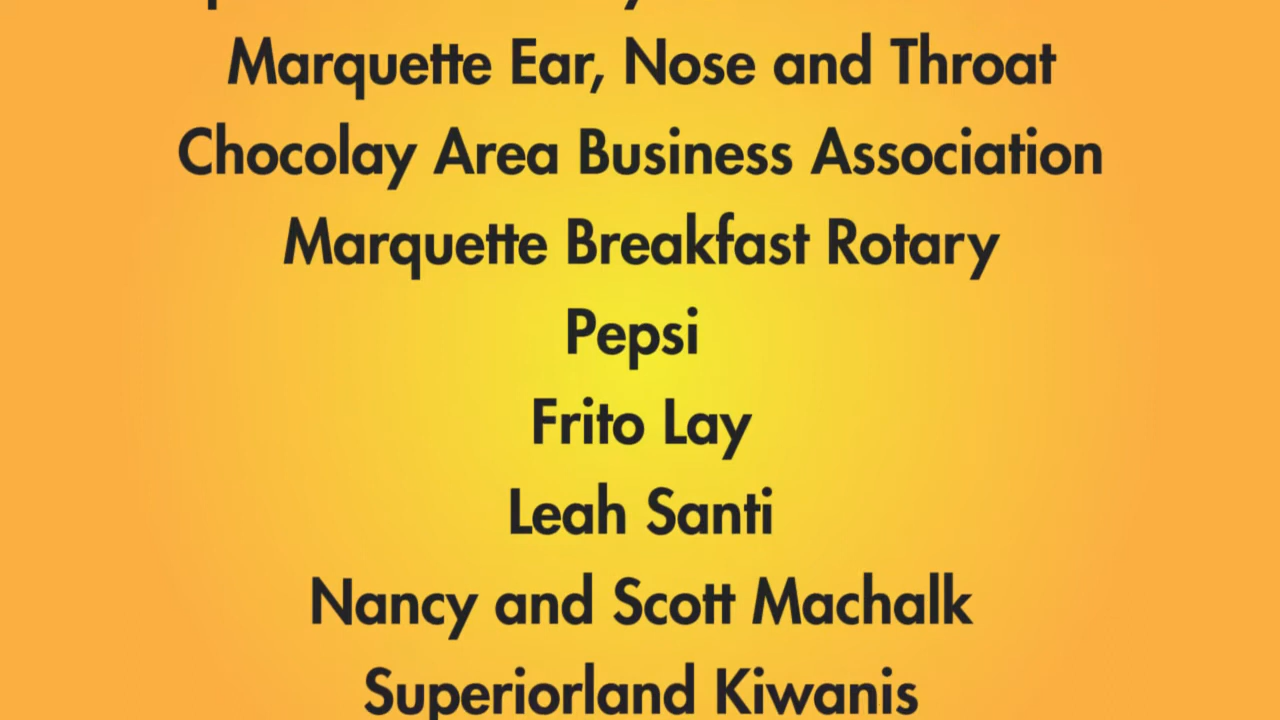 Marquette Ear, Nose and Throat
Chocolay Area Business Association
Marquette Breakfast Rotary
Pepsi
Frito Lay
Leah Santi
Nancy and Scott Machalk
Superiorland Kiwanis